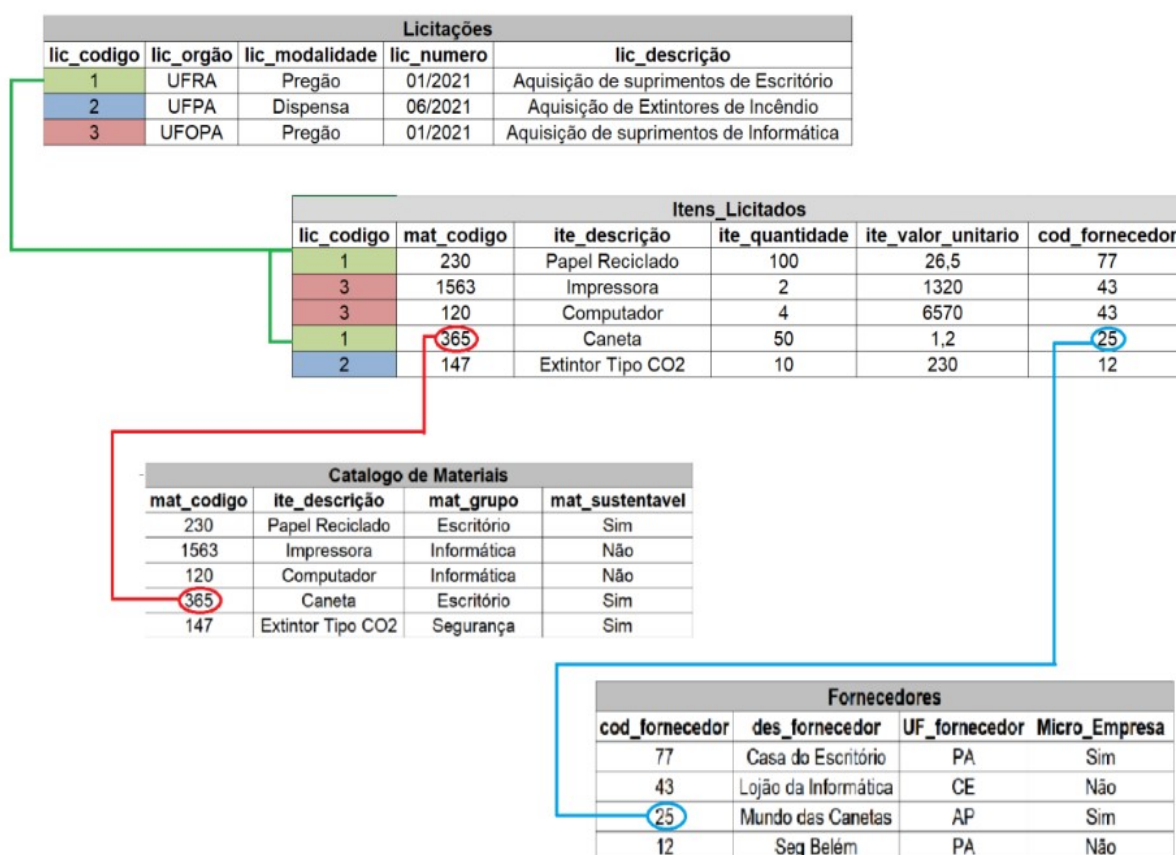 Licitações
lic_codigo lic_orgão lic_modalidade lic_numero lic_descrição
1 UFRA Pregão 01/2021 Aquisição de suprimentos de Escritório
2 UFPA Dispensa 06/2021 Aquisição de Extintores de Incêndio
3 UFOPA Pregão 01/2021 Aquisição de suprimentos de Informática
Itens_Licitados
lic_codigo mat_codigo ite_descrição ite_quantidade ite_valor_unitario cod_fornecedor
1 230 Papel Reciclado 100 26,5 77
3 1563 Impressora 2 1320 43
3 120 Computador 4 6570 43
1 365 Caneta 50 1,2 25
2 147 Extintor Tipo CO2 10 230 12
Catalogo de Materiais
mat_codigo ite_descrição mat_grupo mat_sustentavel
230 Papel Reciclado Escritório Sim
1563 Impressora Informática Não
120 Computador Informática Não
365 Caneta Escritório Sim
147 Extintor Tipo CO2 Segurança Sim
Fornecedores
cod_fornecedor des_fornecedor UF_fornecedor Micro_Empresa
77 Casa do Escritório PA Sim
43 Lojão da Informática CE Não
25 Mundo das Canetas AP Sim
12 Seg Belém PA Não